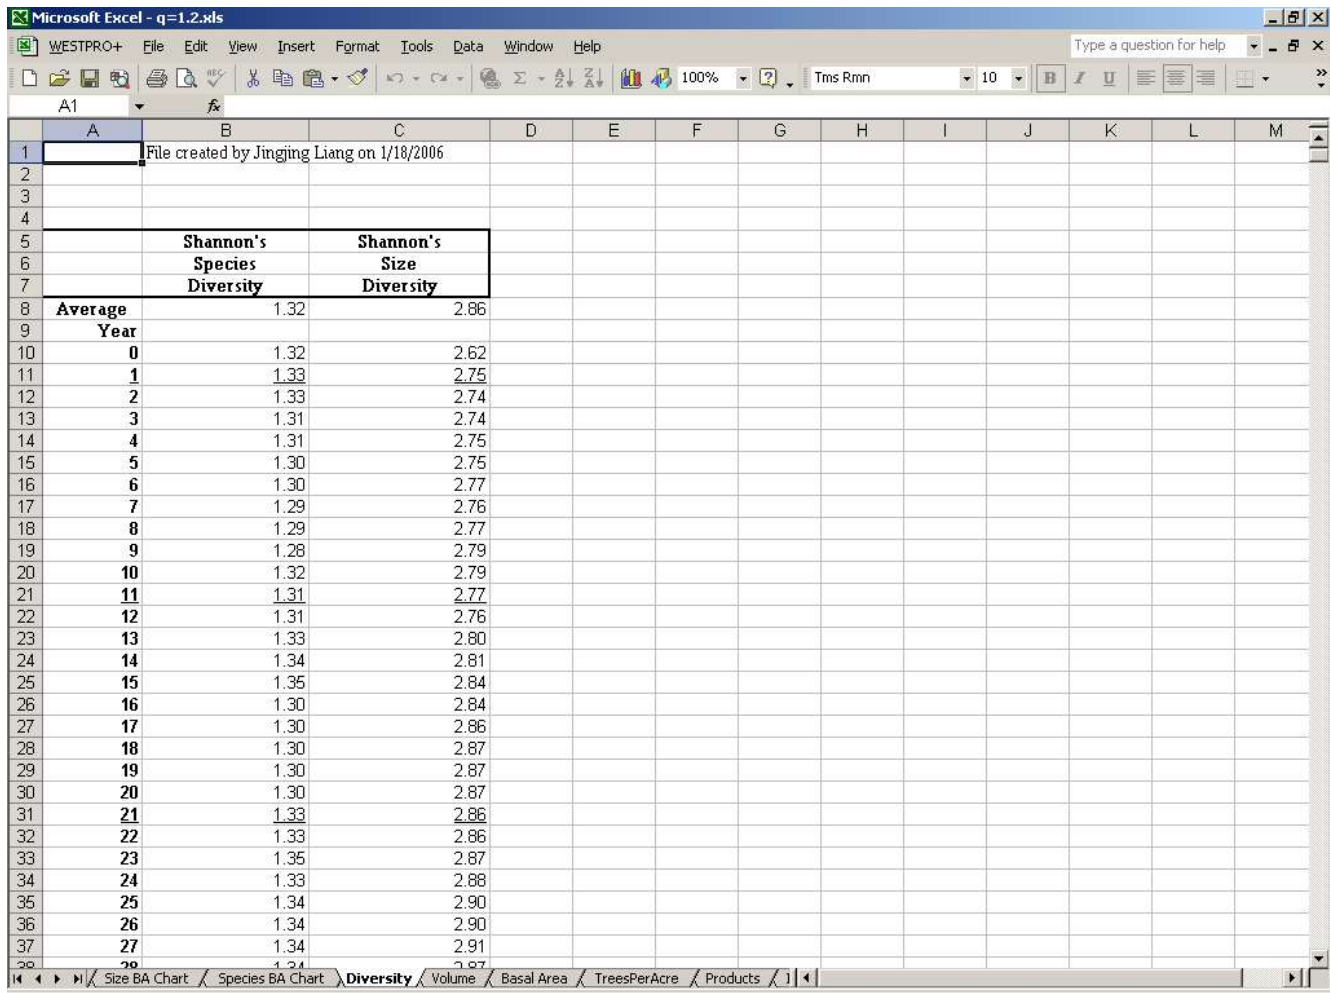 Microsoft Excel - q=1.2.xls
WESTPRO+ File Edit View Insert Format Tools Data Window Help Type a question for help
100% Tms Rmn 10 B I U
A1 fx
A B C D E F G H I J K L M
1 File created by Jingjing Liang on 1/18/2006
2
3
4
5 Shannon's Shannon's
6 Species Size
7 Diversity Diversity
8 Average 1.32 2.86
9 Year
10 0 1.32 2.62
11 1 1.33 2.75
12 2 1.33 2.74
13 3 1.31 2.74
14 4 1.31 2.75
15 5 1.30 2.75
16 6 1.30 2.77
17 7 1.29 2.76
18 8 1.29 2.77
19 9 1.28 2.79
20 10 1.32 2.79
21 11 1.31 2.77
22 12 1.31 2.76
23 13 1.33 2.80
24 14 1.34 2.81
25 15 1.35 2.84
26 16 1.30 2.84
27 17 1.30 2.86
28 18 1.30 2.87
29 19 1.30 2.87
30 20 1.30 2.87
31 21 1.33 2.86
32 22 1.33 2.86
33 23 1.35 2.87
34 24 1.33 2.88
35 25 1.34 2.90
36 26 1.34 2.90
37 27 1.34 2.91
Size BA Chart Species BA Chart Diversity Volume Basal Area TreesPerAcre Products